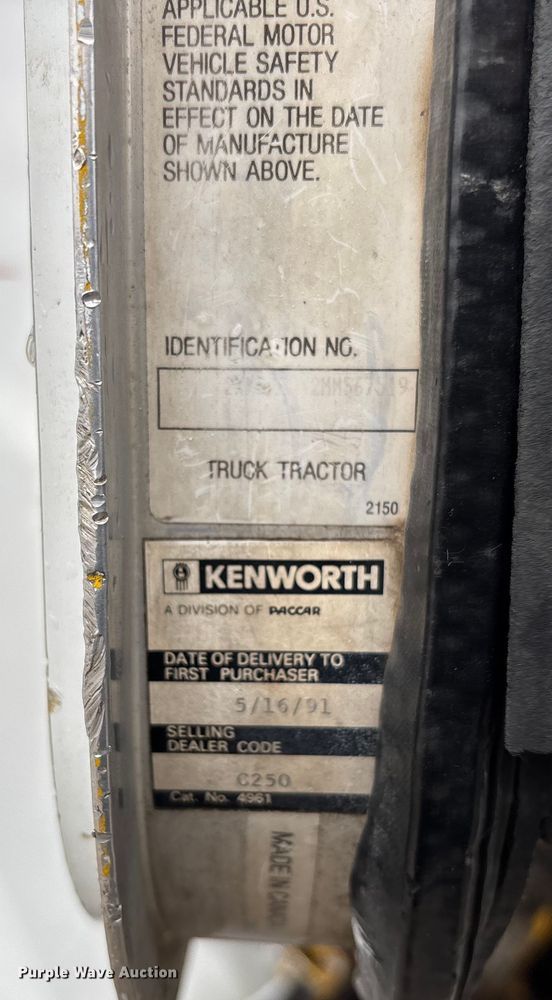 APPLICABLE U.S.
FEDERAL MOTOR
VEHICLE SAFETY
STANDARDS IN
EFFECT ON THE DATE
OF MANUFACTURE
SHOWN ABOVE.
IDENTIFICATION NO.
TRUCK TRACTOR
2150
KENWORTH
A DIVISION OF PACCAR
DATE OF DELIVERY TO
FIRST PURCHASER
5/16/91
SELLING
DEALER CODE
C250
Cat. No. 4961
MADE IN
Purple Wave Auction